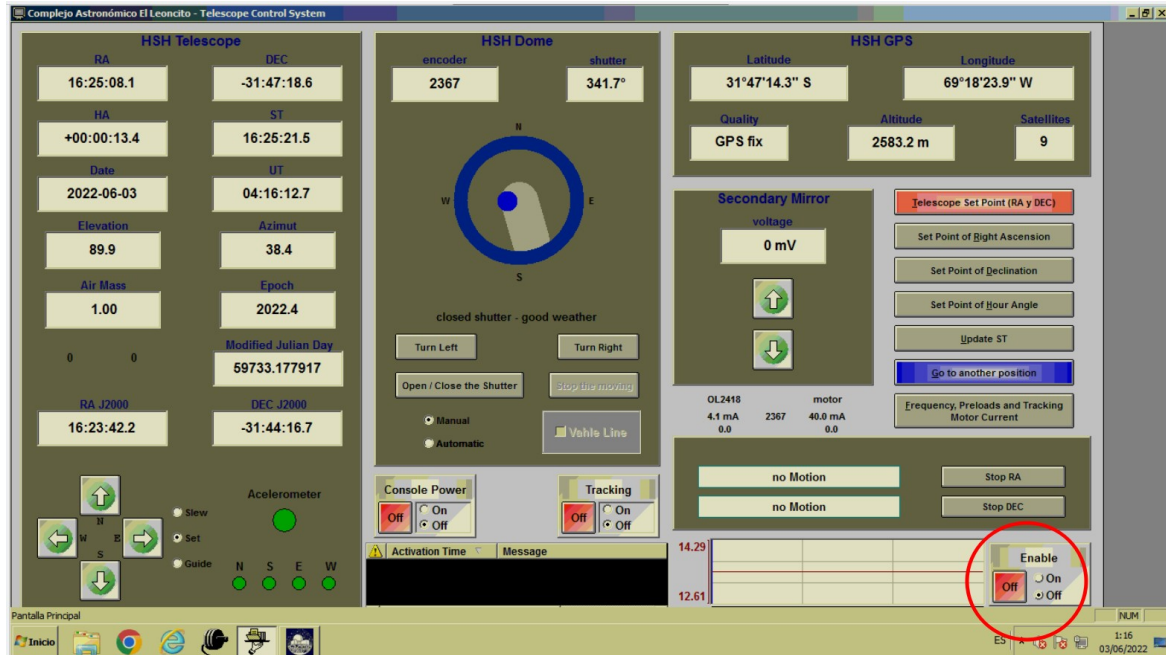 Complejo Astronómico El Leoncito - Telescope Control System
HSH Telescope
RA DEC
16:25:08.1 -31:47:18.6
HA ST
+00:00:13.4 16:25:21.5
Date UT
2022-06-03 04:16:12.7
Elevation Azimut
89.9 38.4
Air Mass Epoch
1.00 2022.4
Modified Julian Day
0 0
59733.177917
RA J2000 DEC J2000
16:23:42.2 -31:44:16.7
N
W E
S
Slew
Set
Guide
Acelerometer
N S E W
HSH Dome
encoder shutter
2367 341.7°
N
W E
S
closed shutter - good weather
Turn Left Turn Right
Open / Close the Shutter Stop the moving
Manual
Automatic
Vahle Line
Console Power
Off On
Off
Tracking
Off On
Off
Activation Time Message
HSH GPS
Latitude Longitude
31°47'14.3" S 69°18'23.9" W
Quality Altitude Satellites
GPS fix 2583.2 m 9
Secondary Mirror
voltage
0 mV
Telescope Set Point (RA y DEC)
Set Point of Right Ascension
Set Point of Declination
Set Point of Hour Angle
Update ST
Go to another position
Frequency, Preloads and Tracking
Motor Current
OL2418 motor
4.1 mA 2367 40.0 mA
0.0 0.0
no Motion Stop RA
no Motion Stop DEC
14.29
12.61
Enable
Off On
Off
Pantalla Principal
NUM
Inicio
ES
1:16
03/06/2022